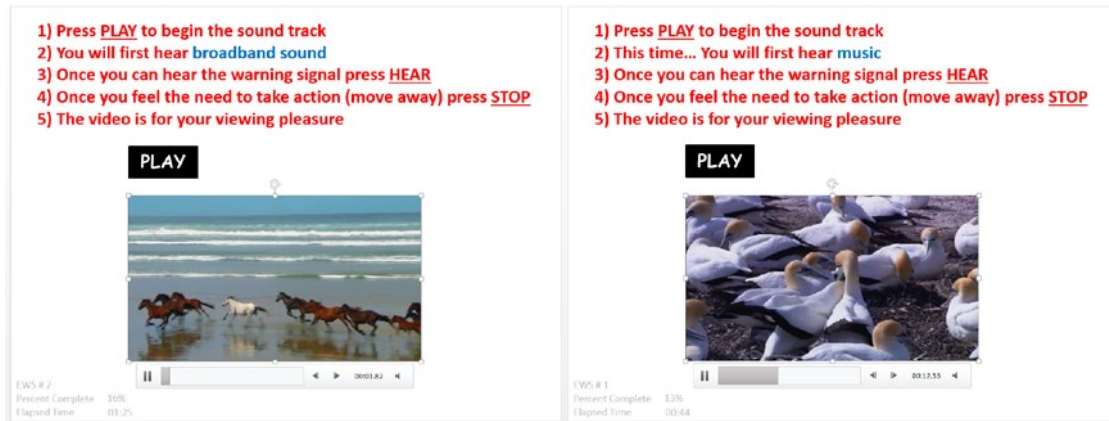 1) Press PLAY to begin the sound track
2) You will first hear broadband sound
3) Once you can hear the warning signal press HEAR
4) Once you feel the need to take action (move away) press STOP
5) The video is for your viewing pleasure
PLAY
00:01.82
EWS # 2
Percent Complete 16%
Elapsed Time 01:25
1) Press PLAY to begin the sound track
2) This time... You will first hear music
3) Once you can hear the warning signal press HEAR
4) Once you feel the need to take action (move away) press STOP
5) The video is for your viewing pleasure
PLAY
00:17.55
EWS # 1
Percent Complete 13%
Elapsed Time 00:44